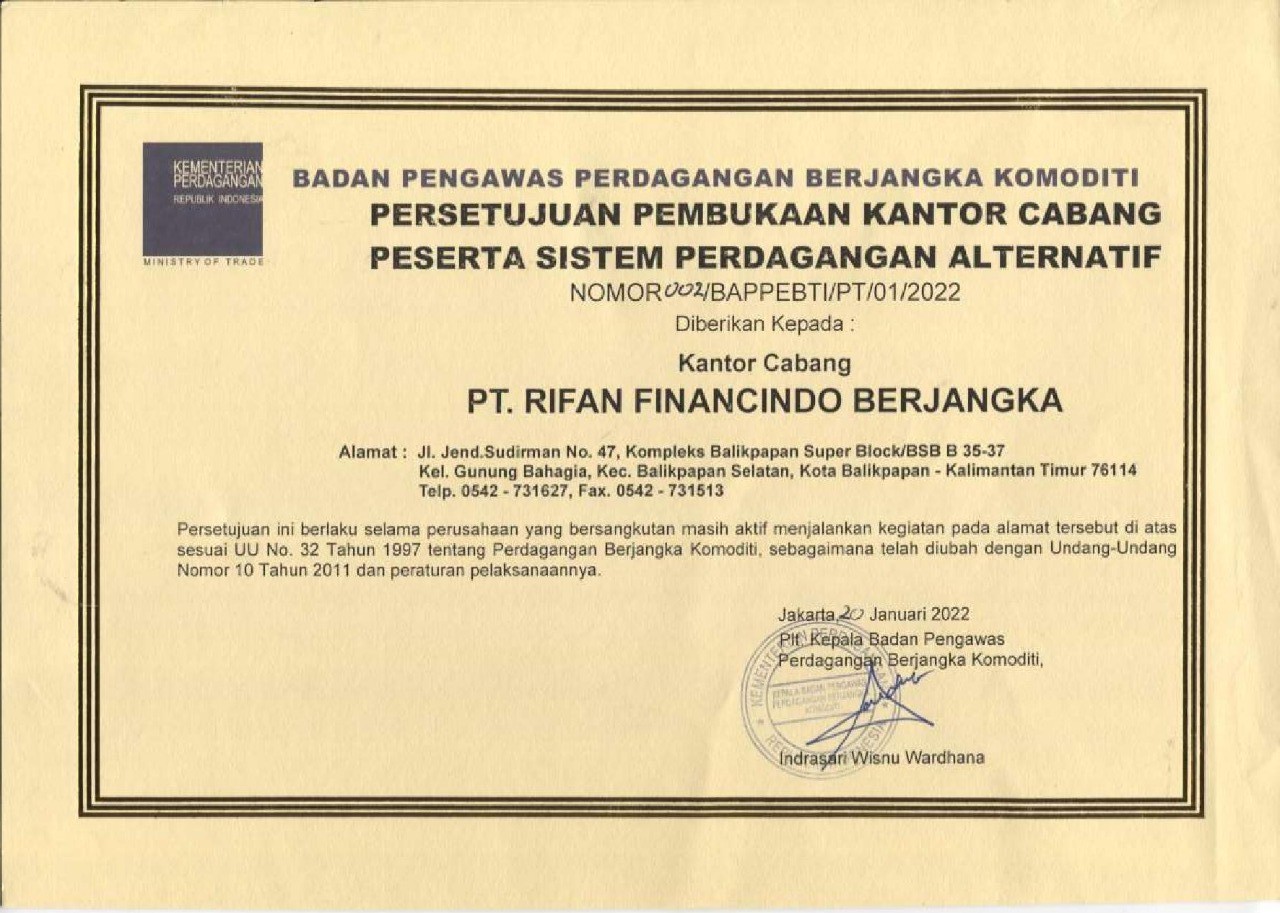 KEMENTERIAN
PERDAGANGAN
REPUBLIK INDONESIA
MINISTRY OF TRADE
BADAN PENGAWAS PERDAGANGAN BERJANGKA KOMODITI
PERSETUJUAN PEMBUKAAN KANTOR CABANG
PESERTA SISTEM PERDAGANGAN ALTERNATIF
NOMOR 002/BAPPEBTI/PT/01/2022
Diberikan Kepada :
Kantor Cabang
PT. RIFAN FINANCINDO BERJANGKA
Alamat : Jl. Jend.Sudirman No. 47, Kompleks Balikpapan Super Block/BSB B 35-37
Kel. Gunung Bahagia, Kec. Balikpapan Selatan, Kota Balikpapan - Kalimantan Timur 76114
Telp. 0542 - 731627, Fax. 0542 - 731513
Persetujuan ini berlaku selama perusahaan yang bersangkutan masih aktif menjalankan kegiatan pada alamat tersebut di atas
sesuai UU No. 32 Tahun 1997 tentang Perdagangan Berjangka Komoditi, sebagaimana telah diubah dengan Undang-Undang
Nomor 10 Tahun 2011 dan peraturan pelaksanaannya.
Jakarta, 20 Januari 2022
Plt. Kepala Badan Pengawas
Perdagangan Berjangka Komoditi,
KEPALA BADAN PENGAWAS
PERDAGANGAN BERJANGKA
KOMODITI
Indrasari Wisnu Wardhana